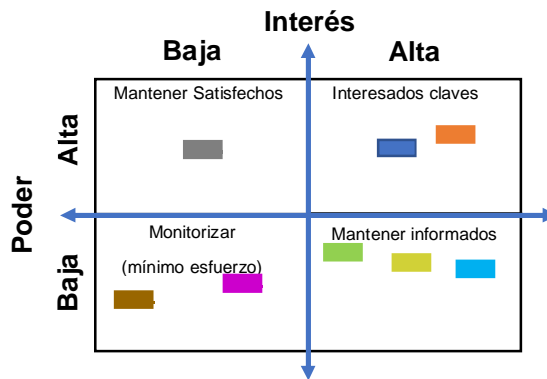 Interés
Baja
Alta
Poder
Alta
Mantener Satisfechos
Interesados claves
Baja
Monitorizar
(mínimo esfuerzo)
Mantener informados